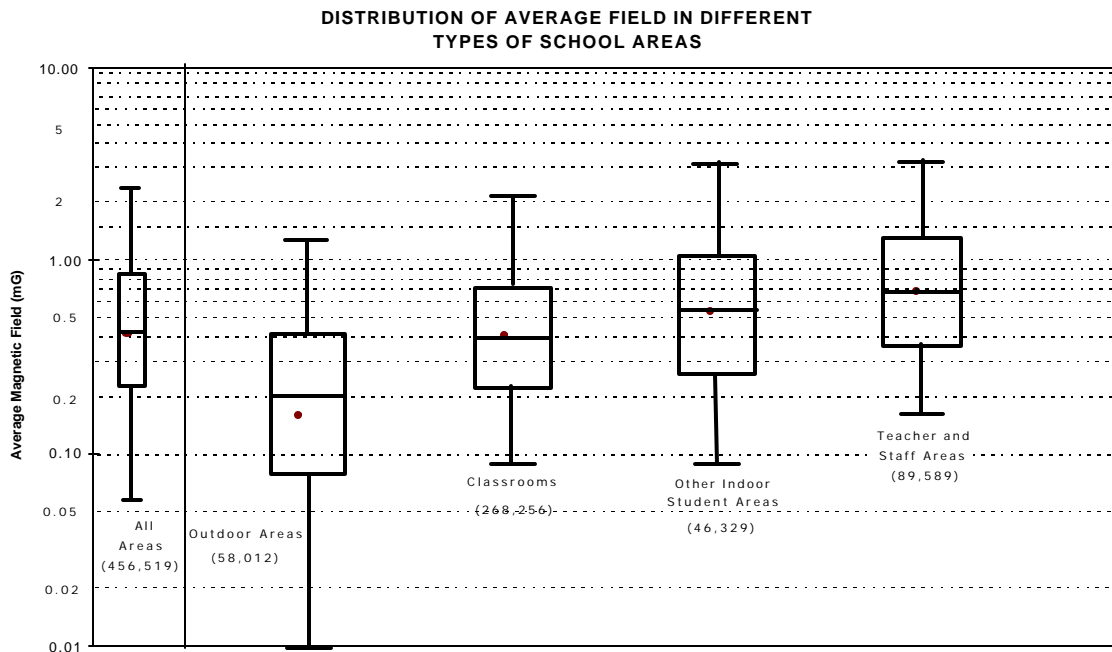 DISTRIBUTION OF AVERAGE FIELD IN DIFFERENT
TYPES OF SCHOOL AREAS
Average Magnetic Field (mG)
10.00
5
2
1.00
0.5
0.2
0.10
0.05
0.02
0.01
All
Areas
(456,519)
Outdoor Areas
(58,012)
Classrooms
(268,256)
Other Indoor
Student Areas
(46,329)
Teacher and
Staff Areas
(89,589)